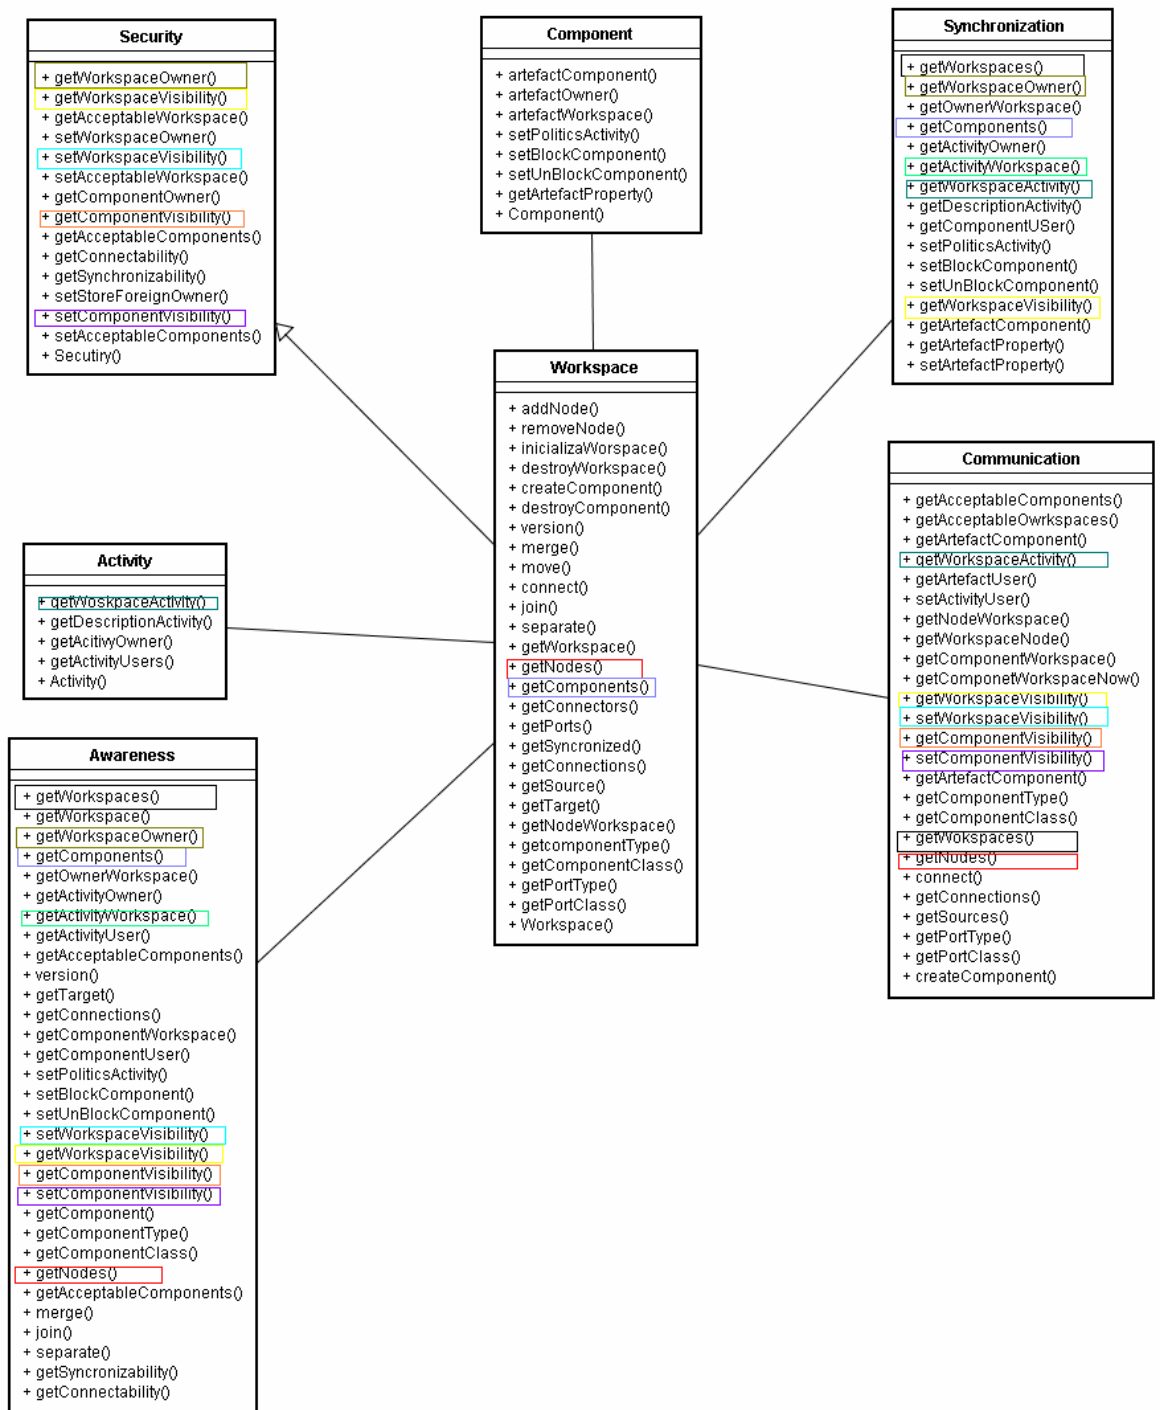 Security
+ getWorkspaceOwner()
+ getWorkspaceVisibility()
+ getAcceptableWorkspace()
+ setWorkspaceOwner()
+ setWorkspaceVisibility()
+ setAcceptableWorkspace()
+ getComponentOwner()
+ getComponentVisibility()
+ getAcceptableComponents()
+ getConnectability()
+ getSynchronizability()
+ setStoreForeignOwner()
+ setComponentVisibility()
+ setAcceptableComponents()
+ Secutiry()
Component
+ artefactComponent()
+ artefactOwner()
+ artefactWorkspace()
+ setPoliticsActivity()
+ setBlockComponent()
+ setUnBlockComponent()
+ getArtefactProperty()
+ Component()
Synchronization
+ getWorkspaces()
+ getWorkspaceOwner()
+ getOwnerWorkspace()
+ getComponents()
+ getActivityOwner()
+ getActivityWorkspace()
+ getWorkspaceActivity()
+ getDescriptionActivity()
+ getComponentUSer()
+ setPoliticsActivity()
+ setBlockComponent()
+ setUnBlockComponent()
+ getWorkspaceVisibility()
+ getArtefactComponent()
+ getArtefactProperty()
+ setArtefactProperty()
Workspace
+ addNode()
+ removeNode()
+ inicializaWorspace()
+ destroyWorkspace()
+ createComponent()
+ destroyComponent()
+ version()
+ merge()
+ move()
+ connect()
+ join()
+ separate()
+ getWorkspace()
+ getNodes()
+ getComponents()
+ getConnectors()
+ getPorts()
+ getSyncronized()
+ getConnections()
+ getSource()
+ getTarget()
+ getNodeWorkspace()
+ getcomponentType()
+ getComponentClass()
+ getPortType()
+ getPortClass()
+ Workspace()
Communication
+ getAcceptableComponents()
+ getAcceptableOwrkspaces()
+ getArtefactComponent()
+ getWorkspaceActivity()
+ getArtefactUser()
+ setActivityUser()
+ getNodeWorkspace()
+ getWorkspaceNode()
+ getComponentWorkspace()
+ getComponetWorkspaceNow()
+ getWorkspaceVisibility()
+ setWorkspaceVisibility()
+ getComponentVisibility()
+ setComponentVisibility()
+ getArtefactComponent()
+ getComponentType()
+ getComponentClass()
+ getWokspaces()
+ getNodes()
+ connect()
+ getConnections()
+ getSources()
+ getPortType()
+ getPortClass()
+ createComponent()
Activity
+ getWoskpaceActivity()
+ getDescriptionActivity()
+ getAcitivyOwner()
+ getActivityUsers()
+ Activity()
Awareness
+ getWorkspaces()
+ getWorkspace()
+ getWorkspaceOwner()
+ getComponents()
+ getOwnerWorkspace()
+ getActivityOwner()
+ getActivityWorkspace()
+ getActivityUser()
+ getAcceptableComponents()
+ version()
+ getTarget()
+ getConnections()
+ getComponentWorkspace()
+ getComponentUser()
+ setPoliticsActivity()
+ setBlockComponent()
+ setUnBlockComponent()
+ setWorkspaceVisibility()
+ getWorkspaceVisibility()
+ getComponentVisibility()
+ setComponentVisibility()
+ getComponent()
+ getComponentType()
+ getComponentClass()
+ getNodes()
+ getAcceptableComponents()
+ merge()
+ join()
+ separate()
+ getSyncronizability()
+ getConnectability()